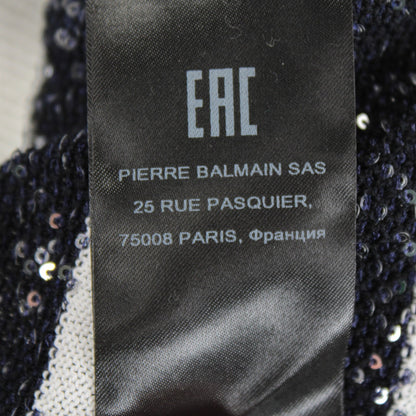 EAC
PIERRE BALMAIN SAS
25 RUE PASQUIER,
75008 PARIS, Франция